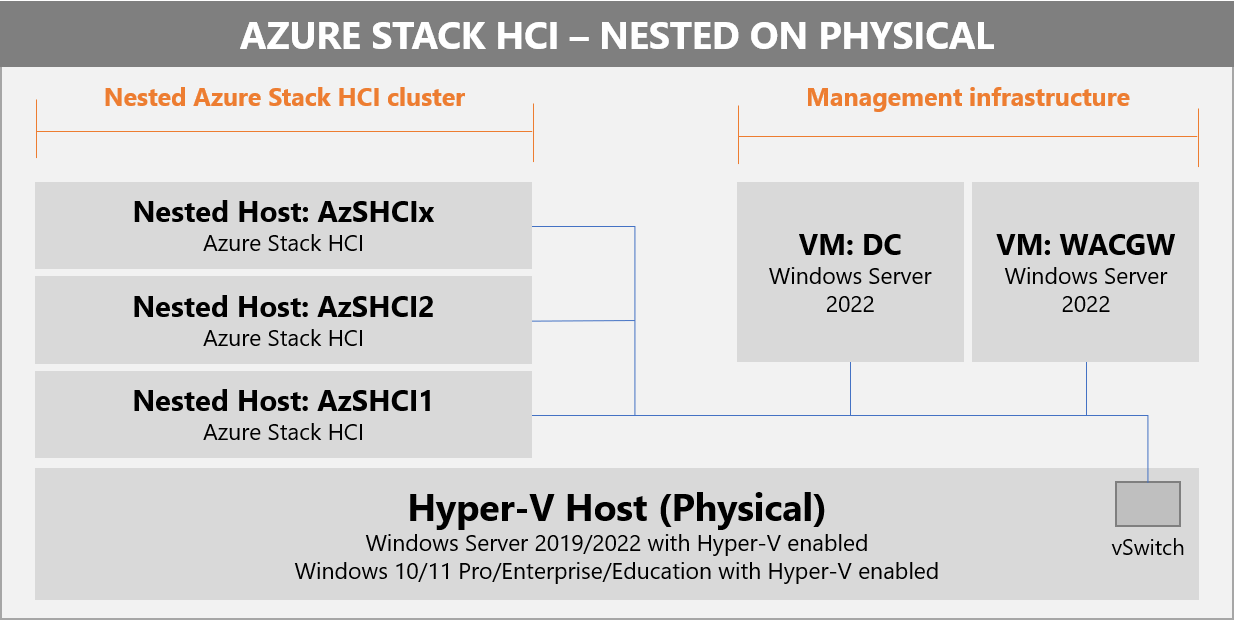 AZURE STACK HCI – NESTED ON PHYSICAL
Nested Azure Stack HCI cluster
Management infrastructure
Nested Host: AzSHCIx
Azure Stack HCI
Nested Host: AzSHCI2
Azure Stack HCI
Nested Host: AzSHCI1
Azure Stack HCI
VM: DC
Windows Server
2022
VM: WACGW
Windows Server
2022
Hyper-V Host (Physical)
Windows Server 2019/2022 with Hyper-V enabled
Windows 10/11 Pro/Enterprise/Education with Hyper-V enabled
vSwitch